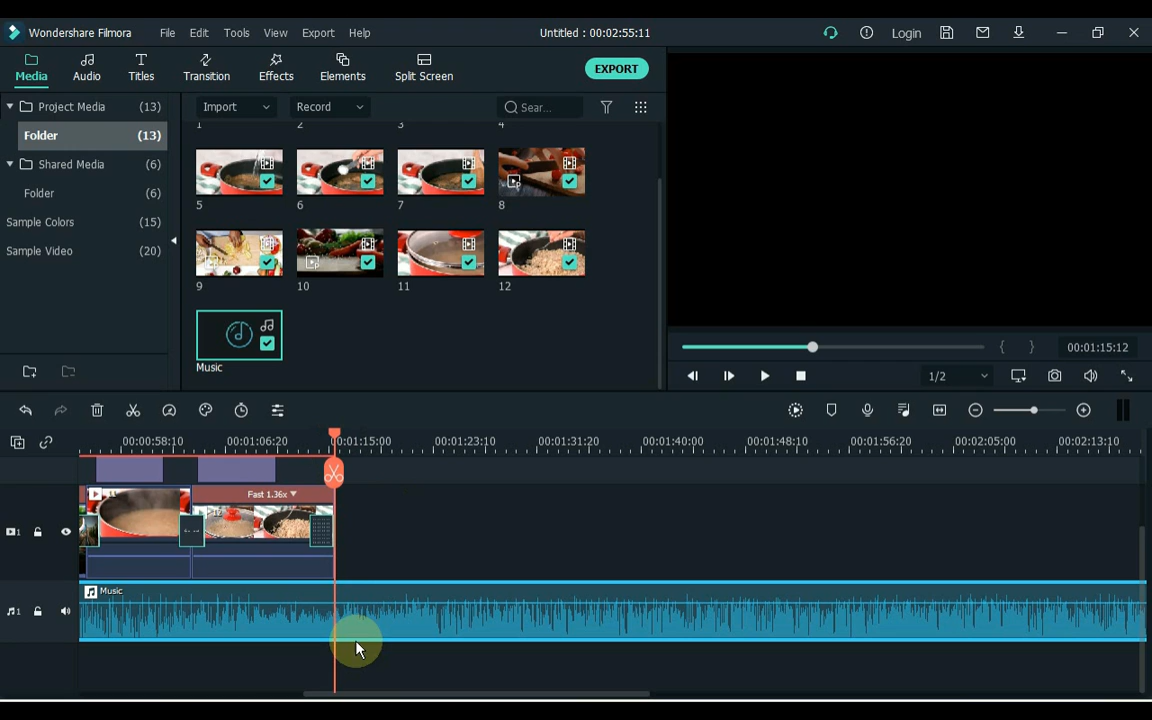 Wondershare Filmora File Edit Tools View Export Help Untitled : 00:02:55:11 Login
Media Audio Titles Transition Effects Elements Split Screen EXPORT
Project Media (13) Import Record Sear...
Folder (13)
1 2 3 4
Shared Media (6)
Folder (6)
5 6 7 8
Sample Colors (15)
Sample Video (20)
9 10 11 12
Music
00:01:15:12
1/2
00:00:58:10 00:01:06:20 00:01:15:00 00:01:23:10 00:01:31:20 00:01:40:00 00:01:48:10 00:01:56:20 00:02:05:00 00:02:13:10
11 Fast 1.36x
12
1
Music
1